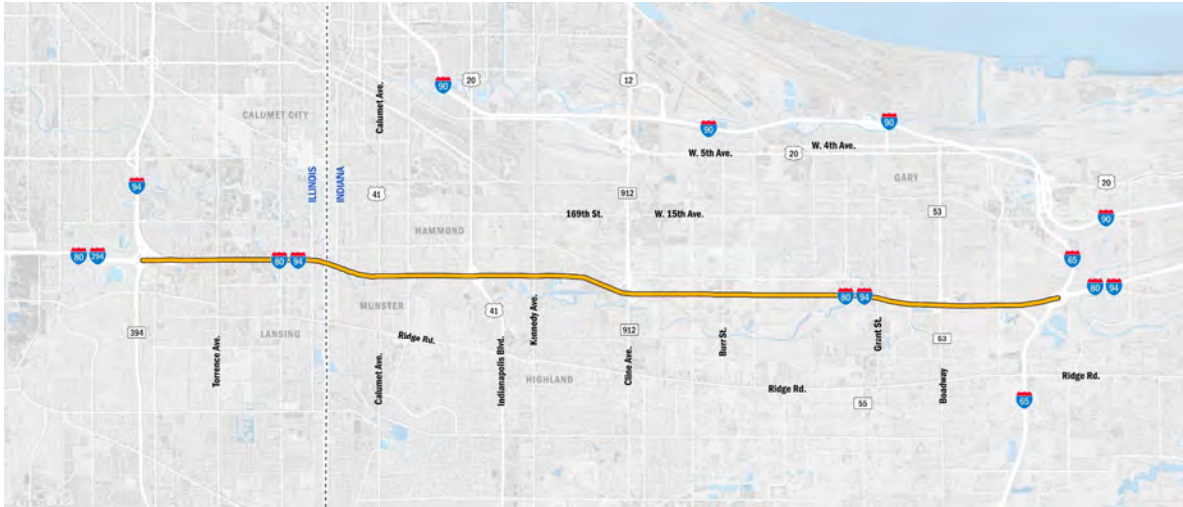 20
12
90
CALUMET CITY
Calumet Ave.
90
90
W. 5th Ave.
W. 4th Ave.
20
ILLINOIS
INDIANA
94
41
912
GARY
20
169th St.
W. 15th Ave.
53
90
HAMMOND
80 294
80 94
65
80 94
MUNSTER
80 94
394
LANSING
Torrence Ave.
Ridge Rd.
Calumet Ave.
41
Kennedy Ave.
Indianapolis Blvd.
912
Cline Ave.
Burr St.
Grant St.
53
HIGHLAND
Ridge Rd.
55
Boadway
Ridge Rd.
65